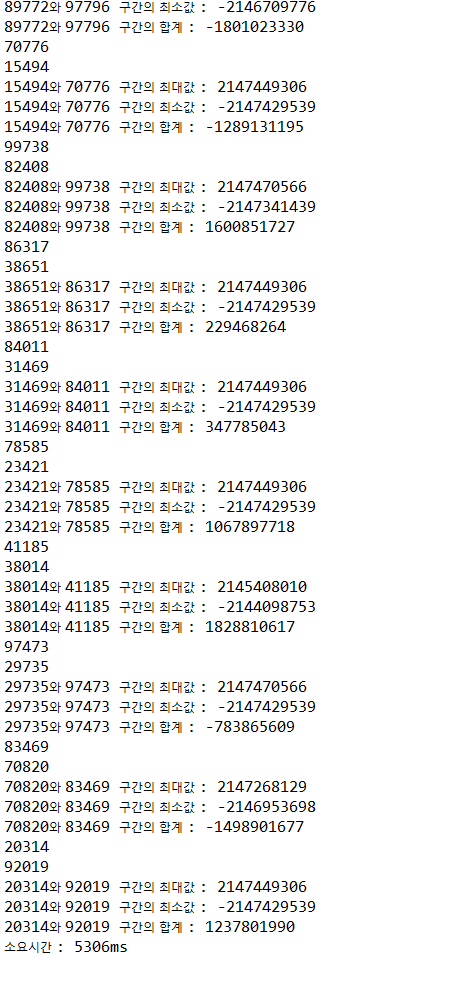 89772와 97796 구간의 최소값 : -2146709776
89772와 97796 구간의 합계 : -1801023330
70776
15494
15494와 70776 구간의 최대값 : 2147449306
15494와 70776 구간의 최소값 : -2147429539
15494와 70776 구간의 합계 : -1289131195
99738
82408
82408와 99738 구간의 최대값 : 2147470566
82408와 99738 구간의 최소값 : -2147341439
82408와 99738 구간의 합계 : 1600851727
86317
38651
38651와 86317 구간의 최대값 : 2147449306
38651와 86317 구간의 최소값 : -2147429539
38651와 86317 구간의 합계 : 229468264
84011
31469
31469와 84011 구간의 최대값 : 2147449306
31469와 84011 구간의 최소값 : -2147429539
31469와 84011 구간의 합계 : 347785043
78585
23421
23421와 78585 구간의 최대값 : 2147449306
23421와 78585 구간의 최소값 : -2147429539
23421와 78585 구간의 합계 : 1067897718
41185
38014
38014와 41185 구간의 최대값 : 2145408010
38014와 41185 구간의 최소값 : -2144098753
38014와 41185 구간의 합계 : 1828810617
97473
29735
29735와 97473 구간의 최대값 : 2147470566
29735와 97473 구간의 최소값 : -2147429539
29735와 97473 구간의 합계 : -783865609
83469
70820
70820와 83469 구간의 최대값 : 2147268129
70820와 83469 구간의 최소값 : -2146953698
70820와 83469 구간의 합계 : -1498901677
20314
92019
20314와 92019 구간의 최대값 : 2147449306
20314와 92019 구간의 최소값 : -2147429539
20314와 92019 구간의 합계 : 1237801990
소요시간 : 5306ms